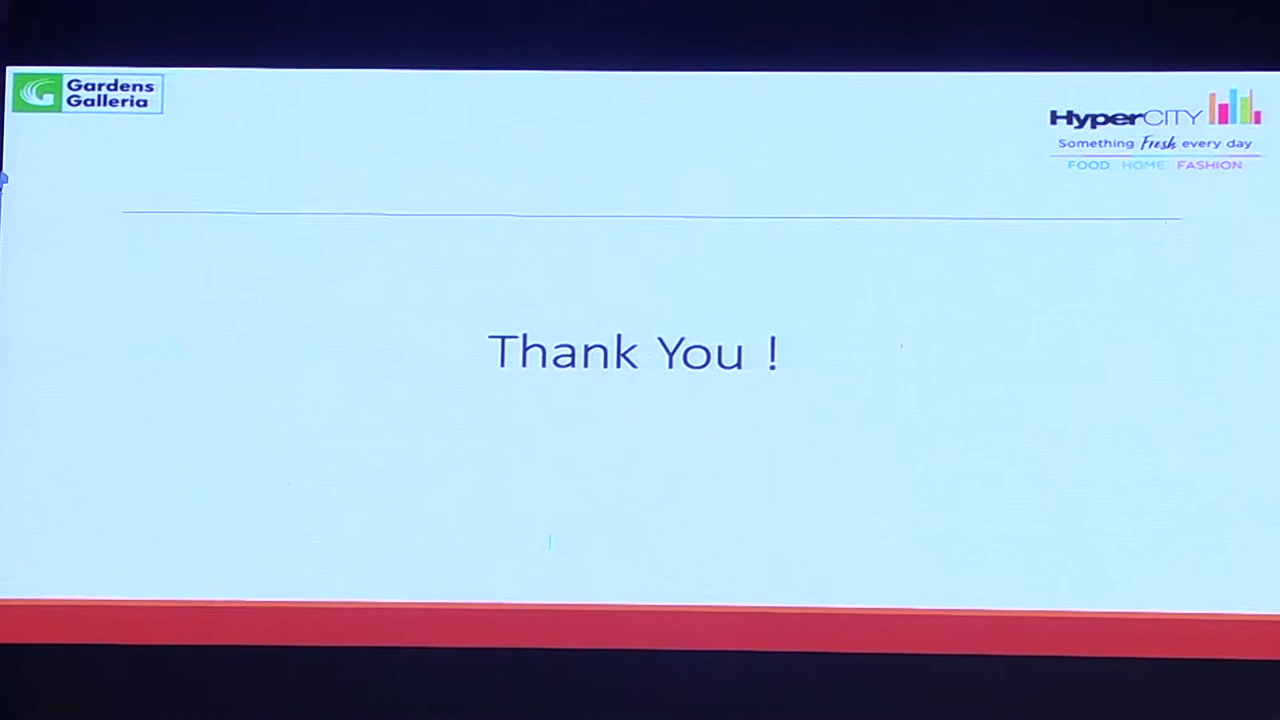 Gardens
Galleria
HyperCITY
Something Fresh every day
FOOD HOME FASHION
Thank You !